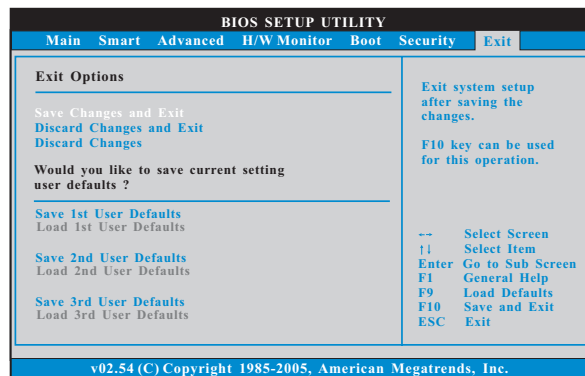 BIOS SETUP UTILITY
Main Smart Advanced H/W Monitor Boot Security Exit
Exit Options
Save Changes and Exit
Discard Changes and Exit
Discard Changes
Would you like to save current setting
user defaults ?
Save 1st User Defaults
Load 1st User Defaults
Save 2nd User Defaults
Load 2nd User Defaults
Save 3rd User Defaults
Load 3rd User Defaults
Exit system setup
after saving the
changes.
F10 key can be used
for this operation.
←→ Select Screen
↑↓ Select Item
Enter Go to Sub Screen
F1 General Help
F9 Load Defaults
F10 Save and Exit
ESC Exit
v02.54 (C) Copyright 1985-2005, American Megatrends, Inc.